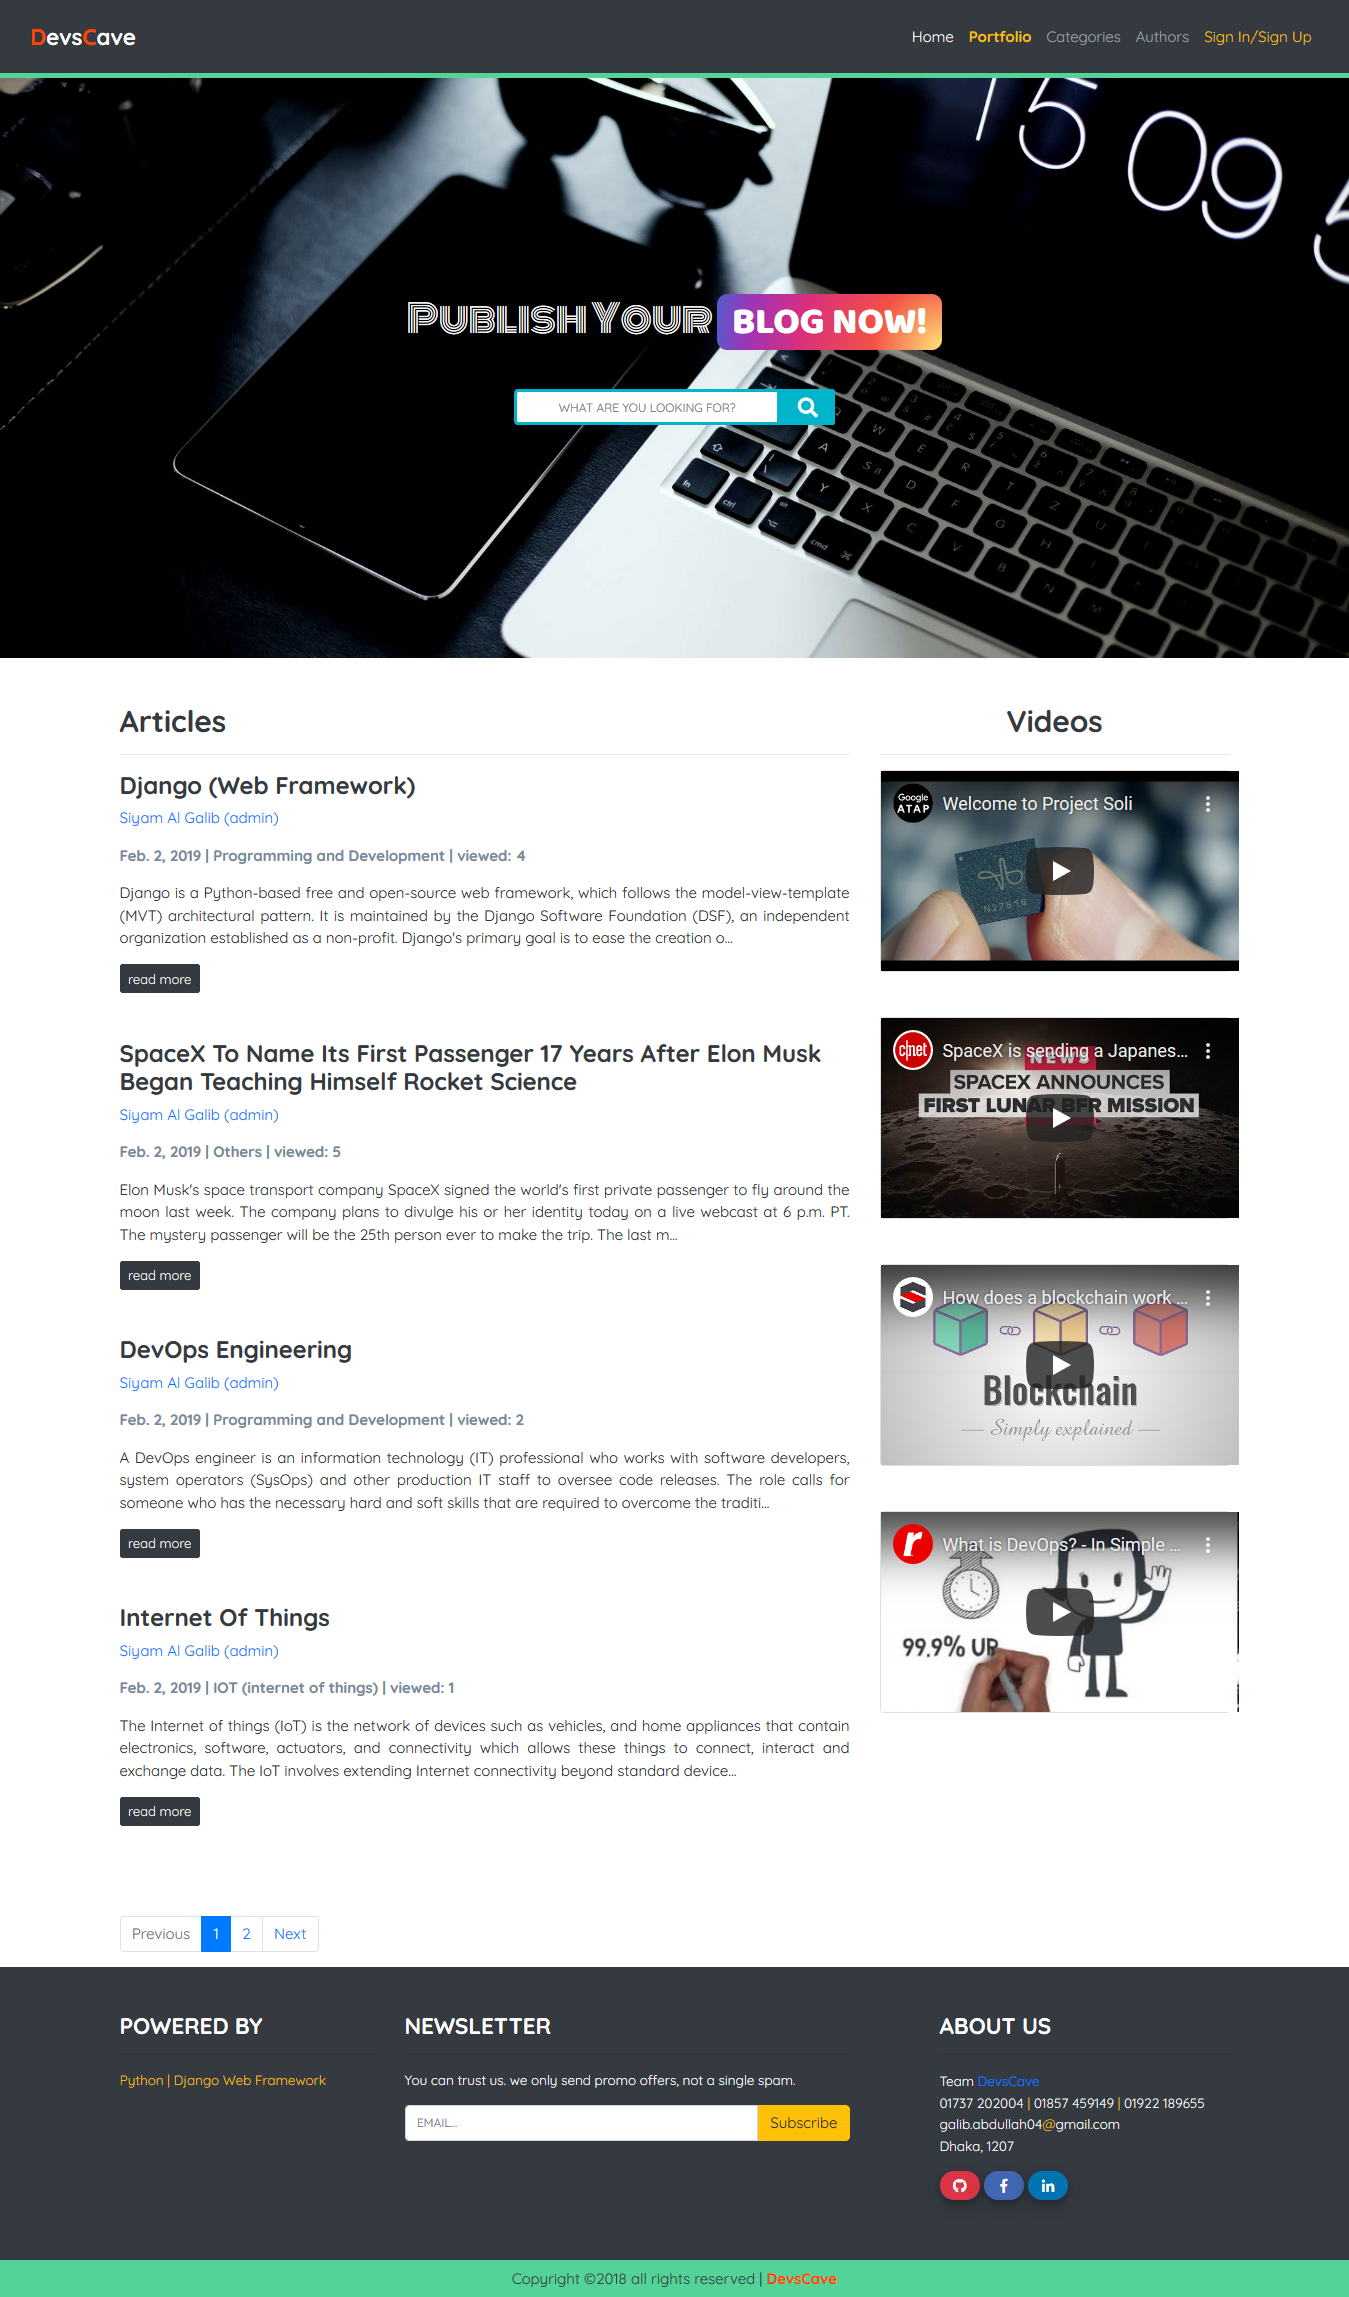 DevsCave
Home Portfolio Categories Authors Sign In/Sign Up
15 09
PUBLISH YOUR BLOG NOW!
WHAT ARE YOU LOOKING FOR?
Articles
Django (Web Framework)
Siyam Al Galib (admin)
Feb. 2, 2019 | Programming and Development | viewed: 4
Django is a Python-based free and open-source web framework, which follows the model-view-template
(MVT) architectural pattern. It is maintained by the Django Software Foundation (DSF), an independent
organization established as a non-profit. Django's primary goal is to ease the creation o...
read more
SpaceX To Name Its First Passenger 17 Years After Elon Musk
Began Teaching Himself Rocket Science
Siyam Al Galib (admin)
Feb. 2, 2019 | Others | viewed: 5
Elon Musk's space transport company SpaceX signed the world's first private passenger to fly around the
moon last week. The company plans to divulge his or her identity today on a live webcast at 6 p.m. PT.
The mystery passenger will be the 25th person ever to make the trip. The last m...
read more
DevOps Engineering
Siyam Al Galib (admin)
Feb. 2, 2019 | Programming and Development | viewed: 2
A DevOps engineer is an information technology (IT) professional who works with software developers,
system operators (SysOps) and other production IT staff to oversee code releases. The role calls for
someone who has the necessary hard and soft skills that are required to overcome the traditi...
read more
Internet Of Things
Siyam Al Galib (admin)
Feb. 2, 2019 | IOT (internet of things) | viewed: 1
The Internet of things (IoT) is the network of devices such as vehicles, and home appliances that contain
electronics, software, actuators, and connectivity which allows these things to connect, interact and
exchange data. The IoT involves extending Internet connectivity beyond standard device...
read more
Previous 1 2 Next
Videos
Google ATAP
Welcome to Project Soli
N27516
c|net
SpaceX is sending a Japanes...
NEWS
SPACEX ANNOUNCES
FIRST LUNAR BFR MISSION
How does a blockchain work ...
Blockchain
Simply explained
r
What is DevOps? - In Simple ...
99.9% UP
POWERED BY
Python | Django Web Framework
NEWSLETTER
You can trust us. we only send promo offers, not a single spam.
EMAIL...
Subscribe
ABOUT US
Team DevsCave
01737 202004 | 01857 459149 | 01922 189655
galib.abdullah04@gmail.com
Dhaka, 1207
Copyright ©2018 all rights reserved | DevsCave